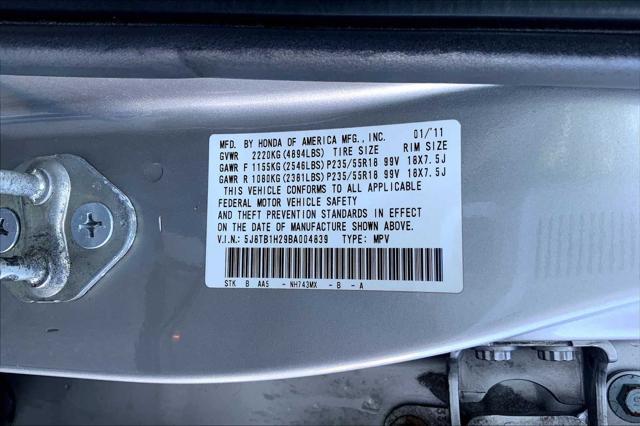 MFD. BY HONDA OF AMERICA MFG., INC. 01/11
GVWR 2220KG(4894LBS) TIRE SIZE RIM SIZE
GAWR F 1155KG(2546LBS)P235/55R18 99V 18X7.5J
GAWR R 1080KG(2381LBS)P235/55R18 99V 18X7.5J
THIS VEHICLE CONFORMS TO ALL APPLICABLE
FEDERAL MOTOR VEHICLE SAFETY
AND THEFT PREVENTION STANDARDS IN EFFECT
ON THE DATE OF MANUFACTURE SHOWN ABOVE.
V.I.N.: 5J8TB1H29BA004839 TYPE: MPV
STK B AA5 -NH743MX -B -A